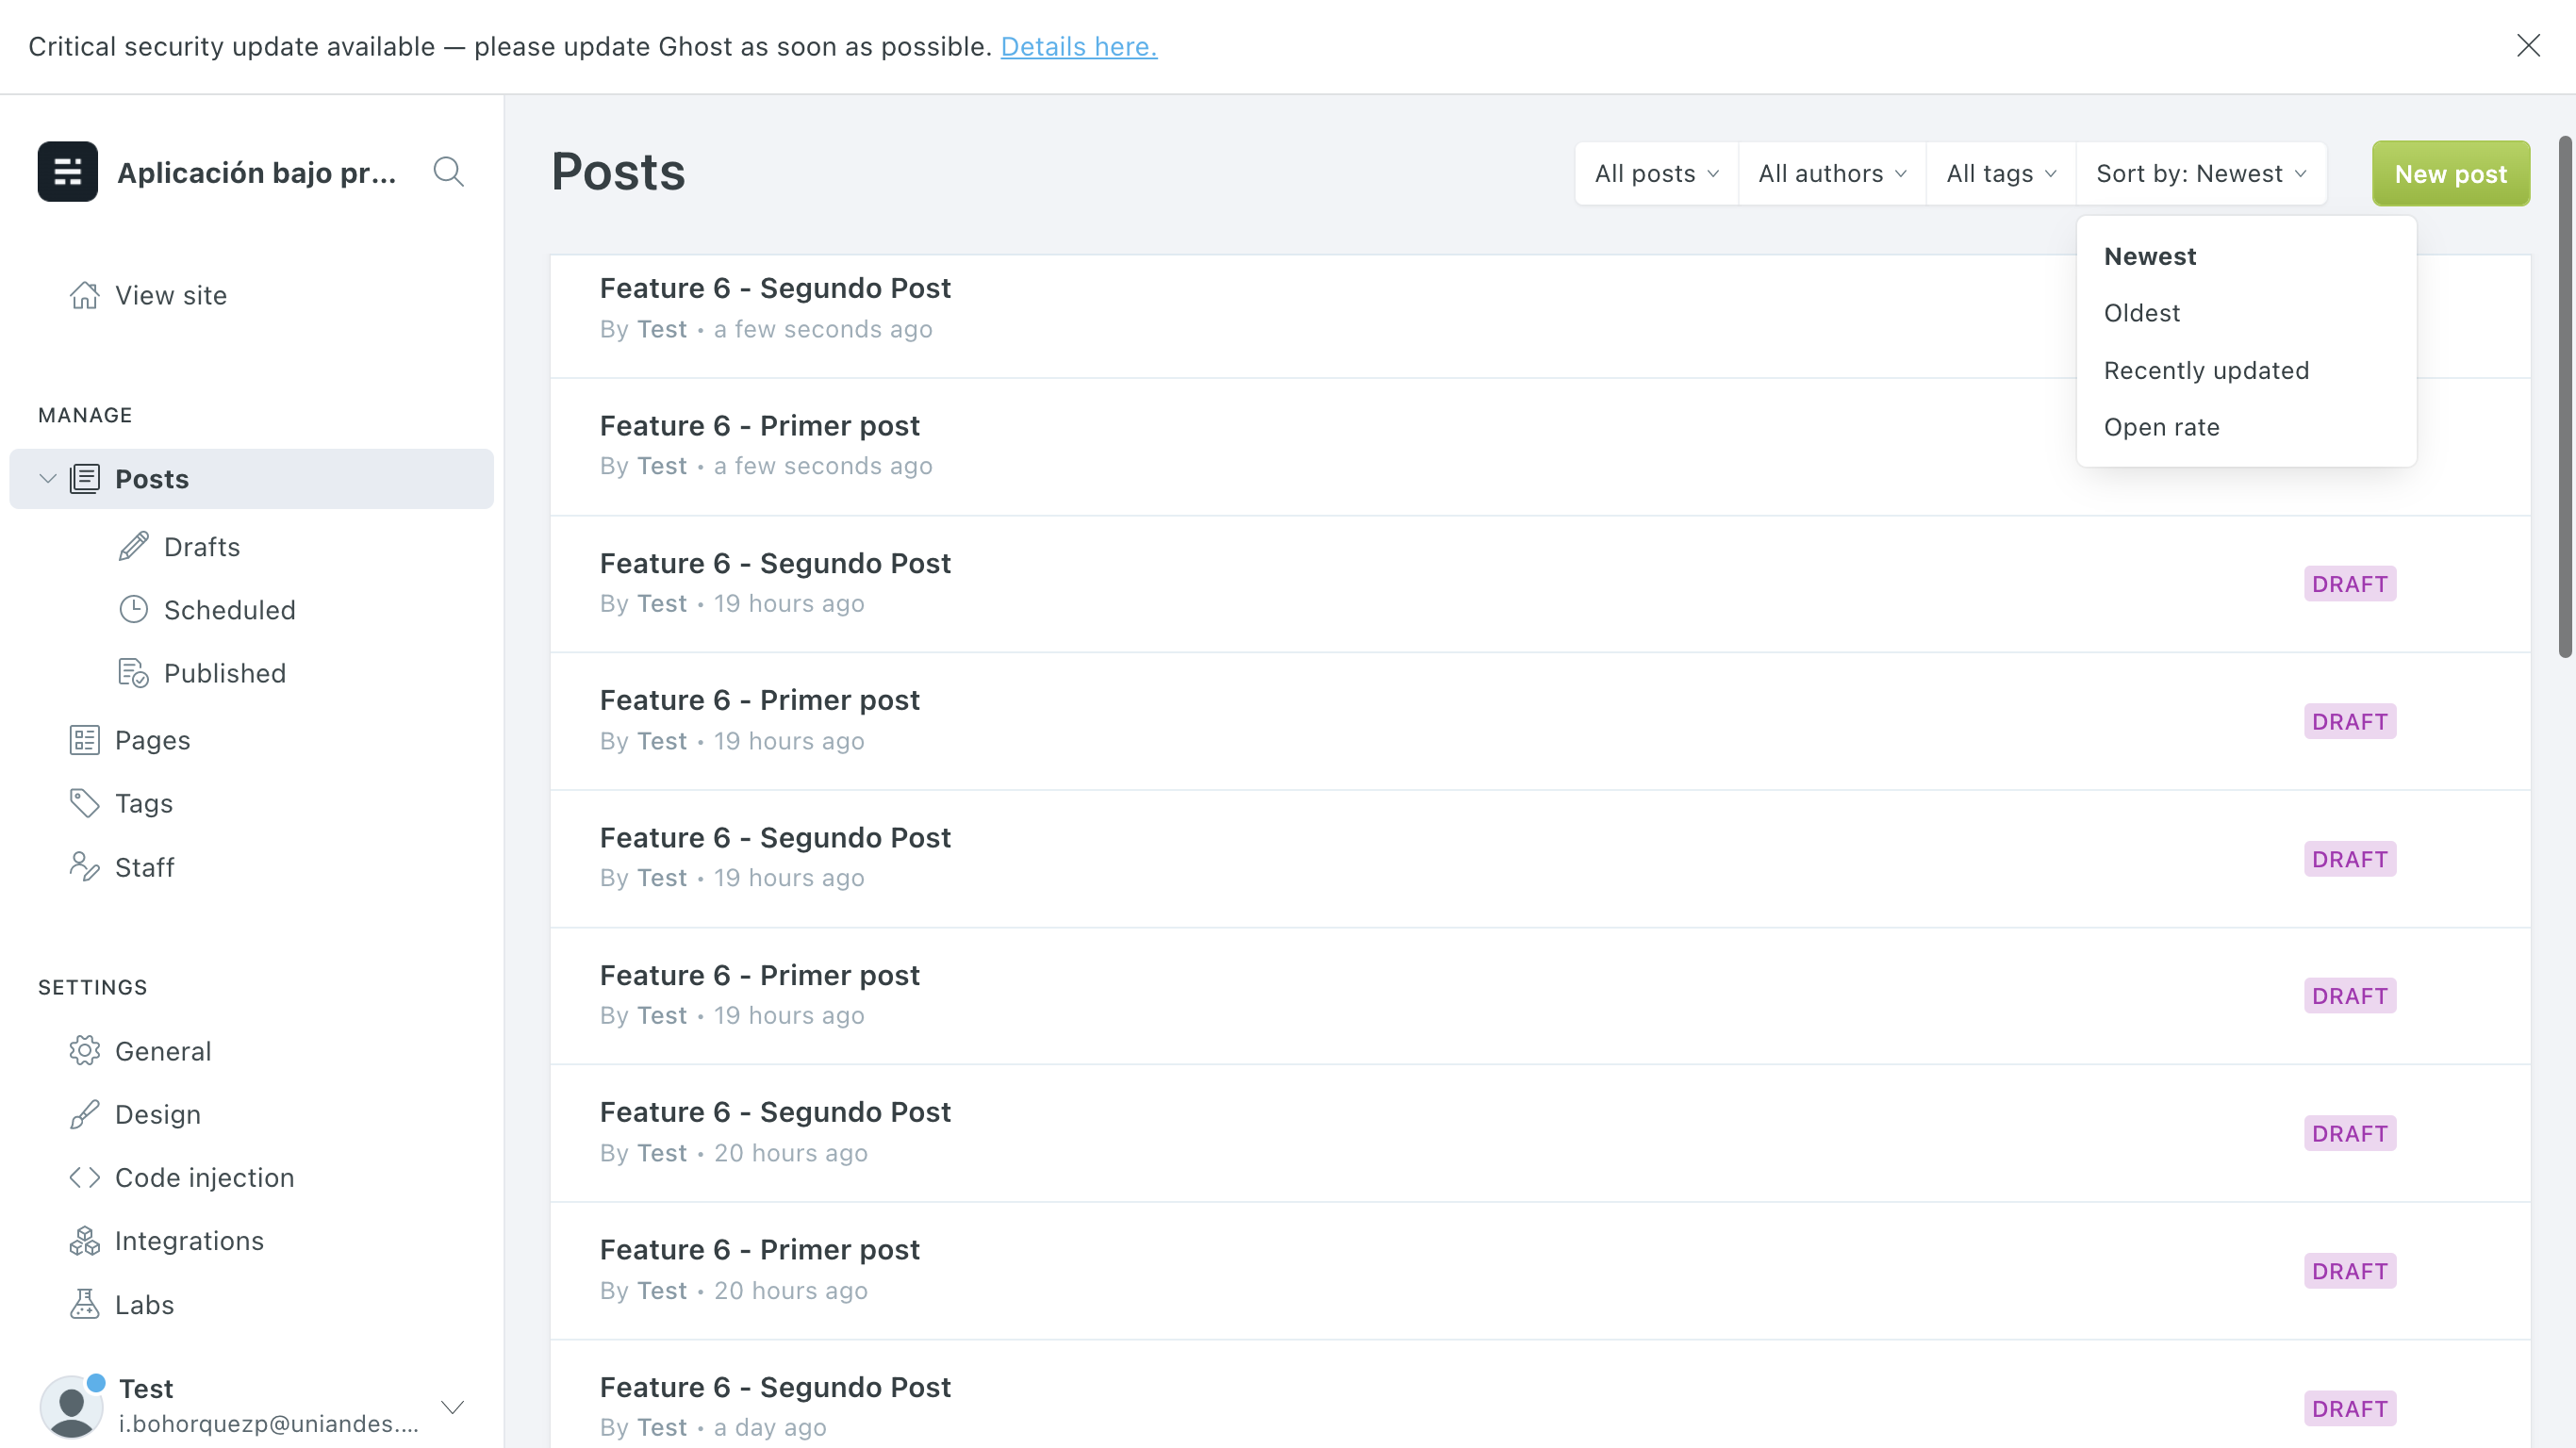 Critical security update available — please update Ghost as soon as possible. Details here.
Aplicación bajo pr...
View site
MANAGE
Posts
Drafts
Scheduled
Published
Pages
Tags
Staff
SETTINGS
General
Design
Code injection
Integrations
Labs
Test
i.bohorquezp@uniandes....
Posts
All posts
All authors
All tags
Sort by: Newest
New post
Newest
Oldest
Recently updated
Open rate
Feature 6 - Segundo Post
By Test • a few seconds ago
Feature 6 - Primer post
By Test • a few seconds ago
Feature 6 - Segundo Post
By Test • 19 hours ago
DRAFT
Feature 6 - Primer post
By Test • 19 hours ago
DRAFT
Feature 6 - Segundo Post
By Test • 19 hours ago
DRAFT
Feature 6 - Primer post
By Test • 19 hours ago
DRAFT
Feature 6 - Segundo Post
By Test • 20 hours ago
DRAFT
Feature 6 - Primer post
By Test • 20 hours ago
DRAFT
Feature 6 - Segundo Post
By Test • a day ago
DRAFT